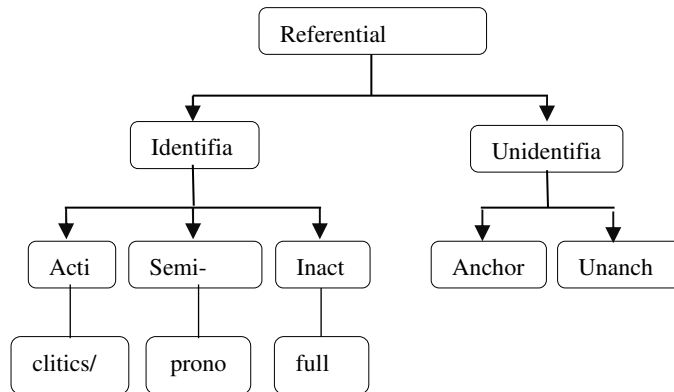 Referential
Identifia
Unidentifia
Acti
Semi-
Inact
Anchor
Unanch
clitics/
prono
full